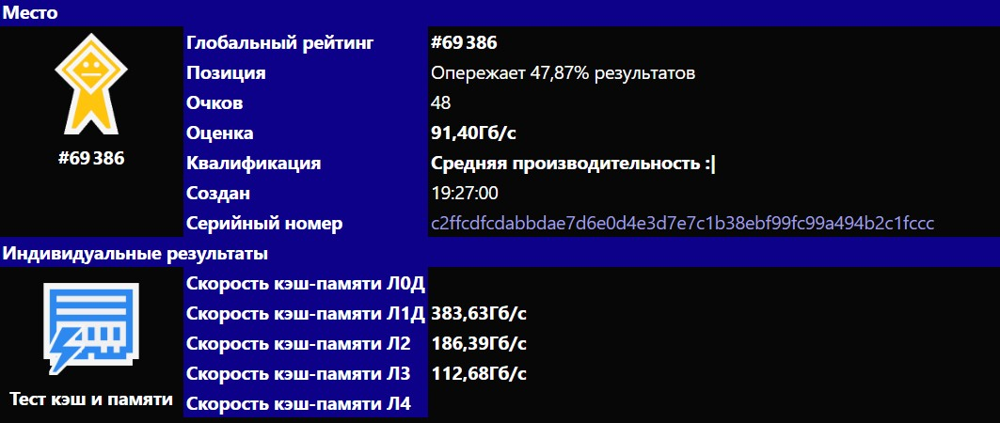 Место
#69 386
Глобальный рейтинг #69 386
Позиция Опережает 47,87% результатов
Очков 48
Оценка 91,40Гб/с
Квалификация Средняя производительность :|
Создан 19:27:00
Серийный номер c2ffcdfcdabbdae7d6e0d4e3d7e7c1b38ebf99fc99a494b2c1fccc
Индивидуальные результаты
Тест кэш и памяти
Скорость кэш-памяти Л0Д
Скорость кэш-памяти Л1Д 383,63Гб/с
Скорость кэш-памяти Л2 186,39Гб/с
Скорость кэш-памяти Л3 112,68Гб/с
Скорость кэш-памяти Л4